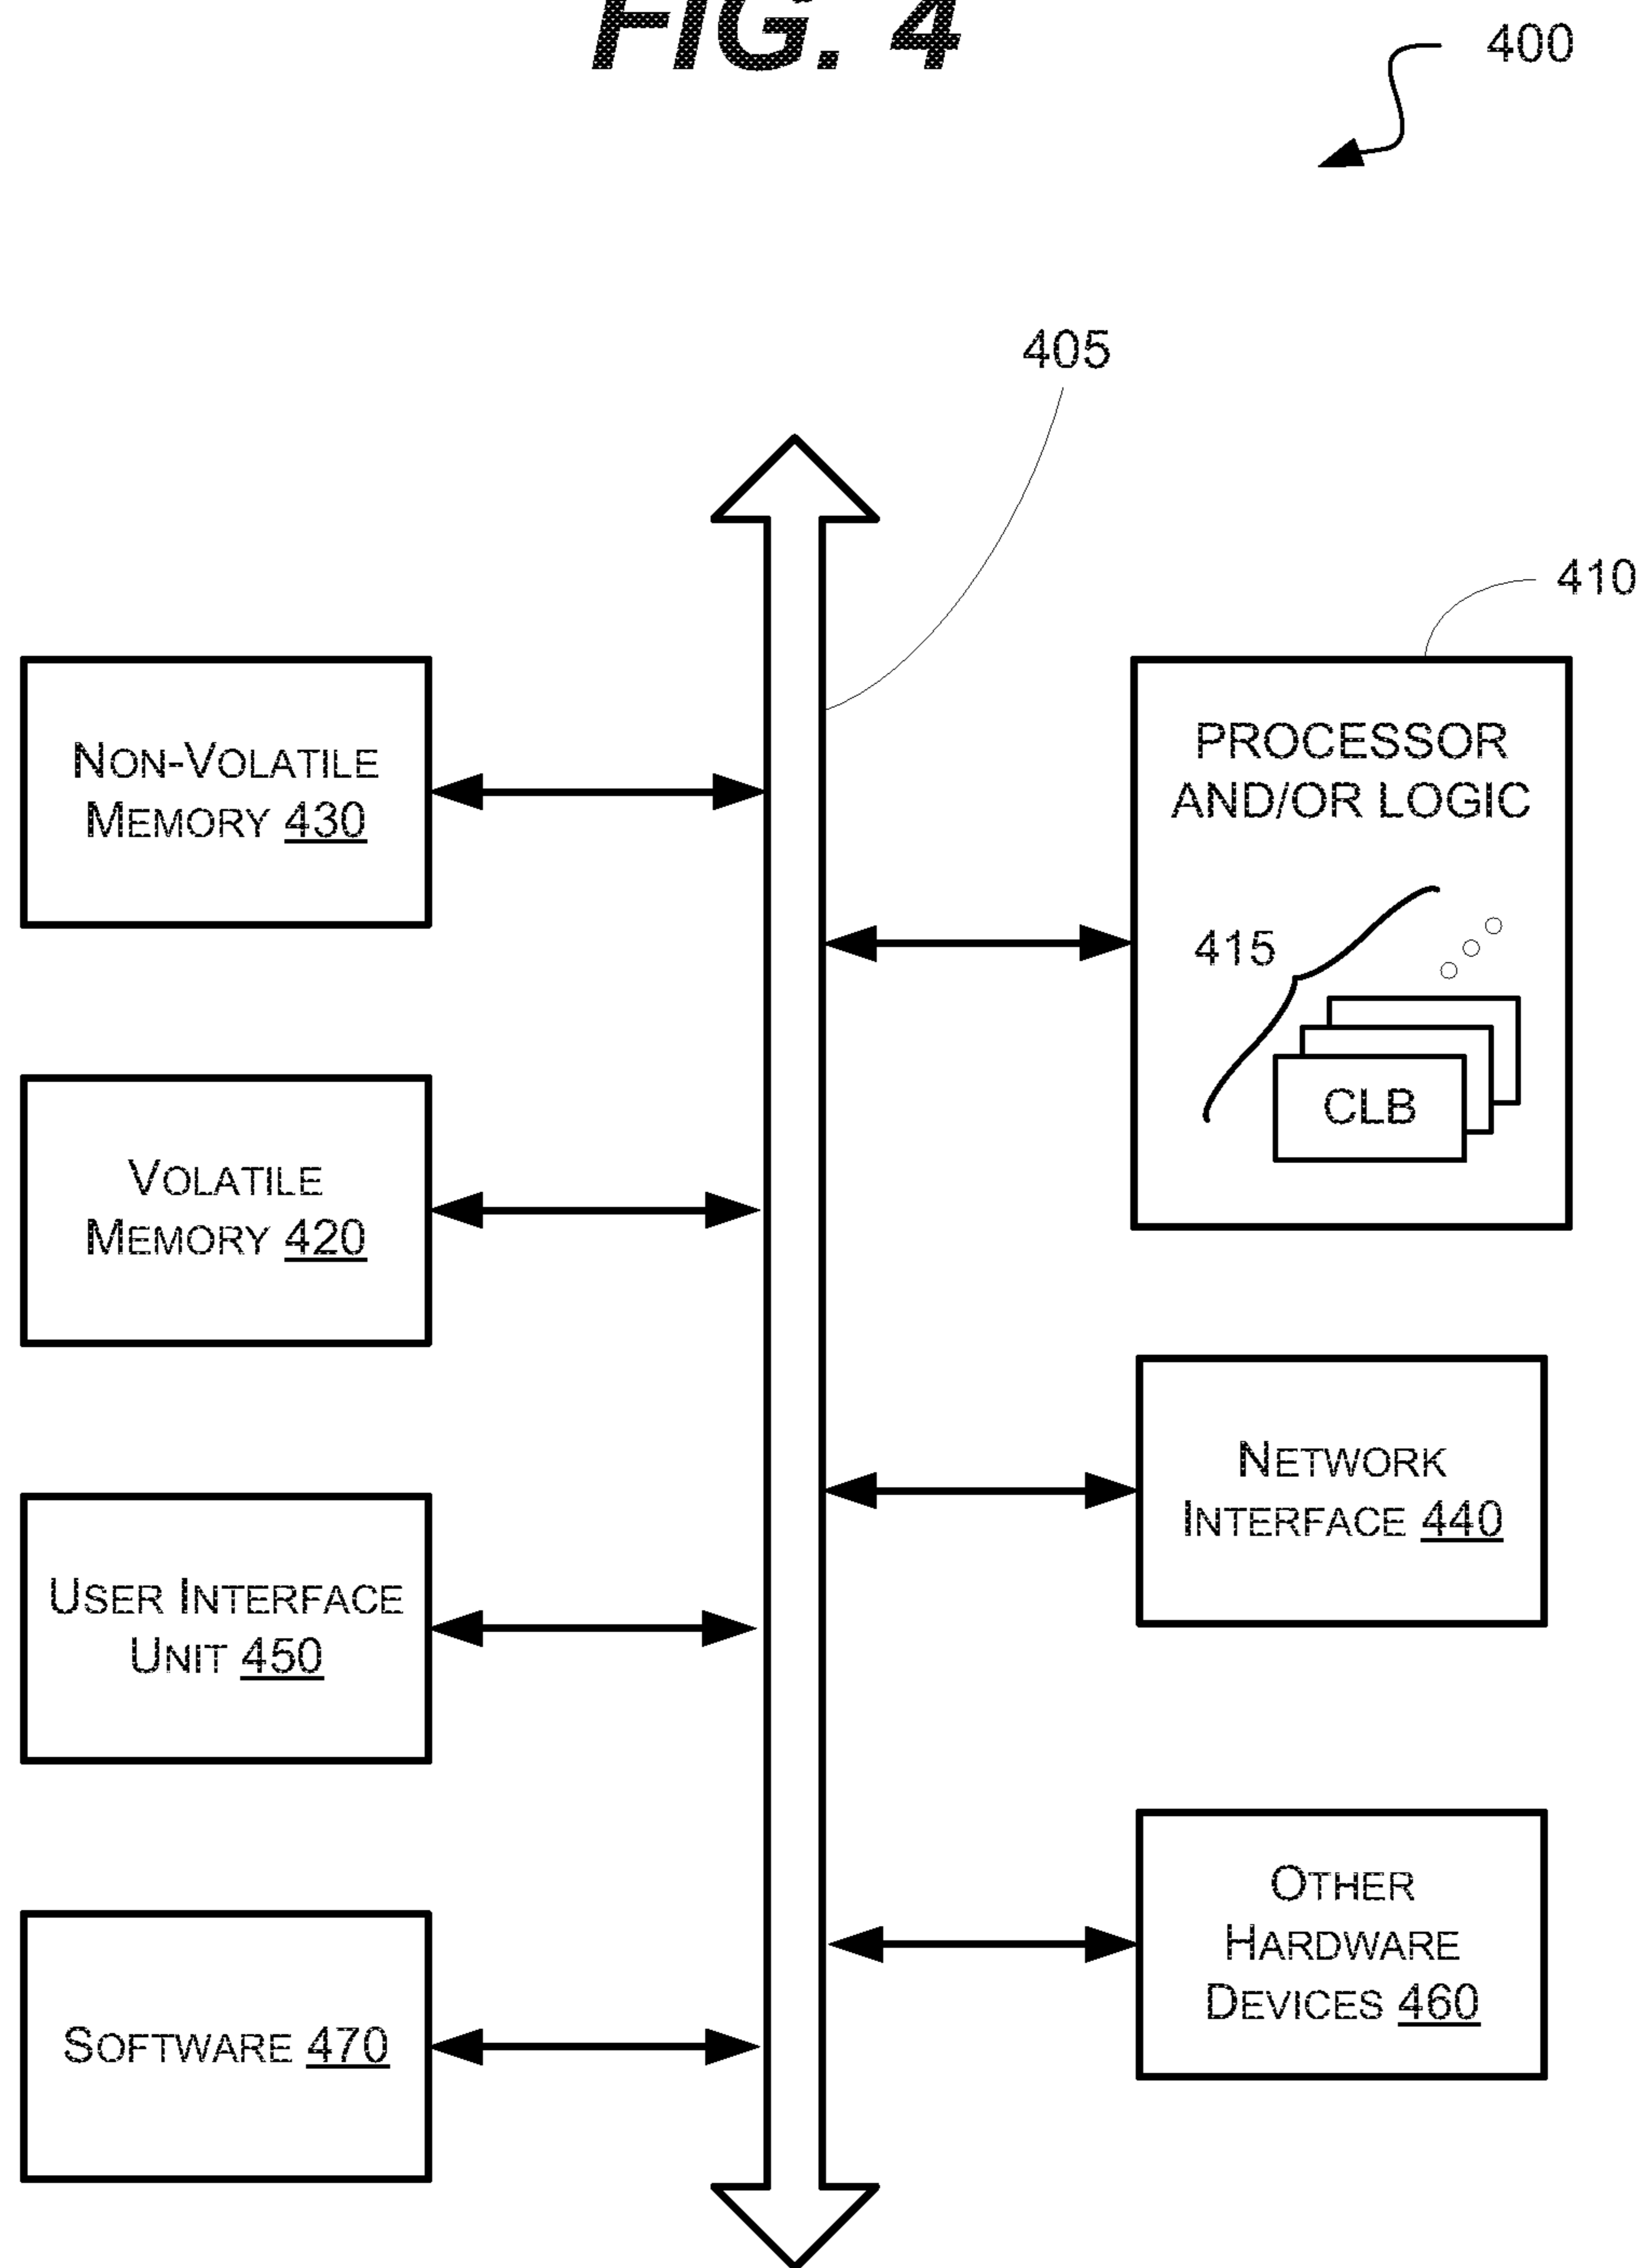 FIG. 4
400
405
410
NON-VOLATILE
MEMORY 430
PROCESSOR
AND/OR LOGIC
415
CLB
VOLATILE
MEMORY 420
NETWORK
INTERFACE 440
USER INTERFACE
UNIT 450
OTHER
HARDWARE
DEVICES 460
SOFTWARE 470